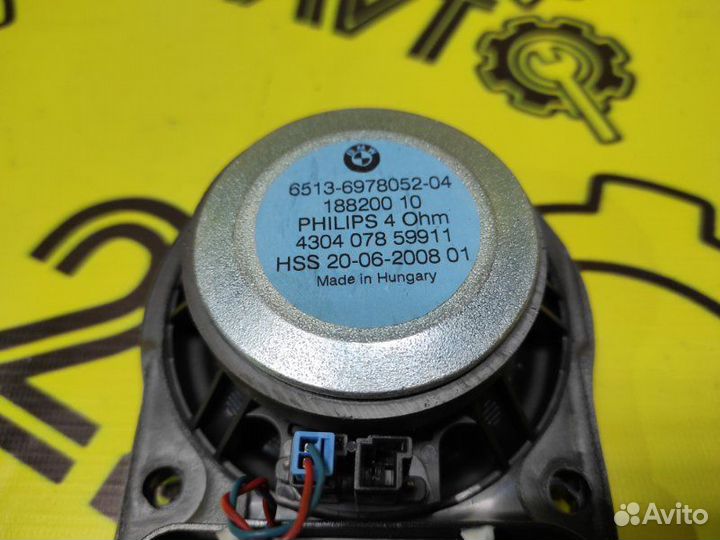 BMW
6513-6978052-04
188200 10
PHILIPS 4 Ohm
4304 078 59911
HSS 20-06-2008 01
Made in Hungary
Avito